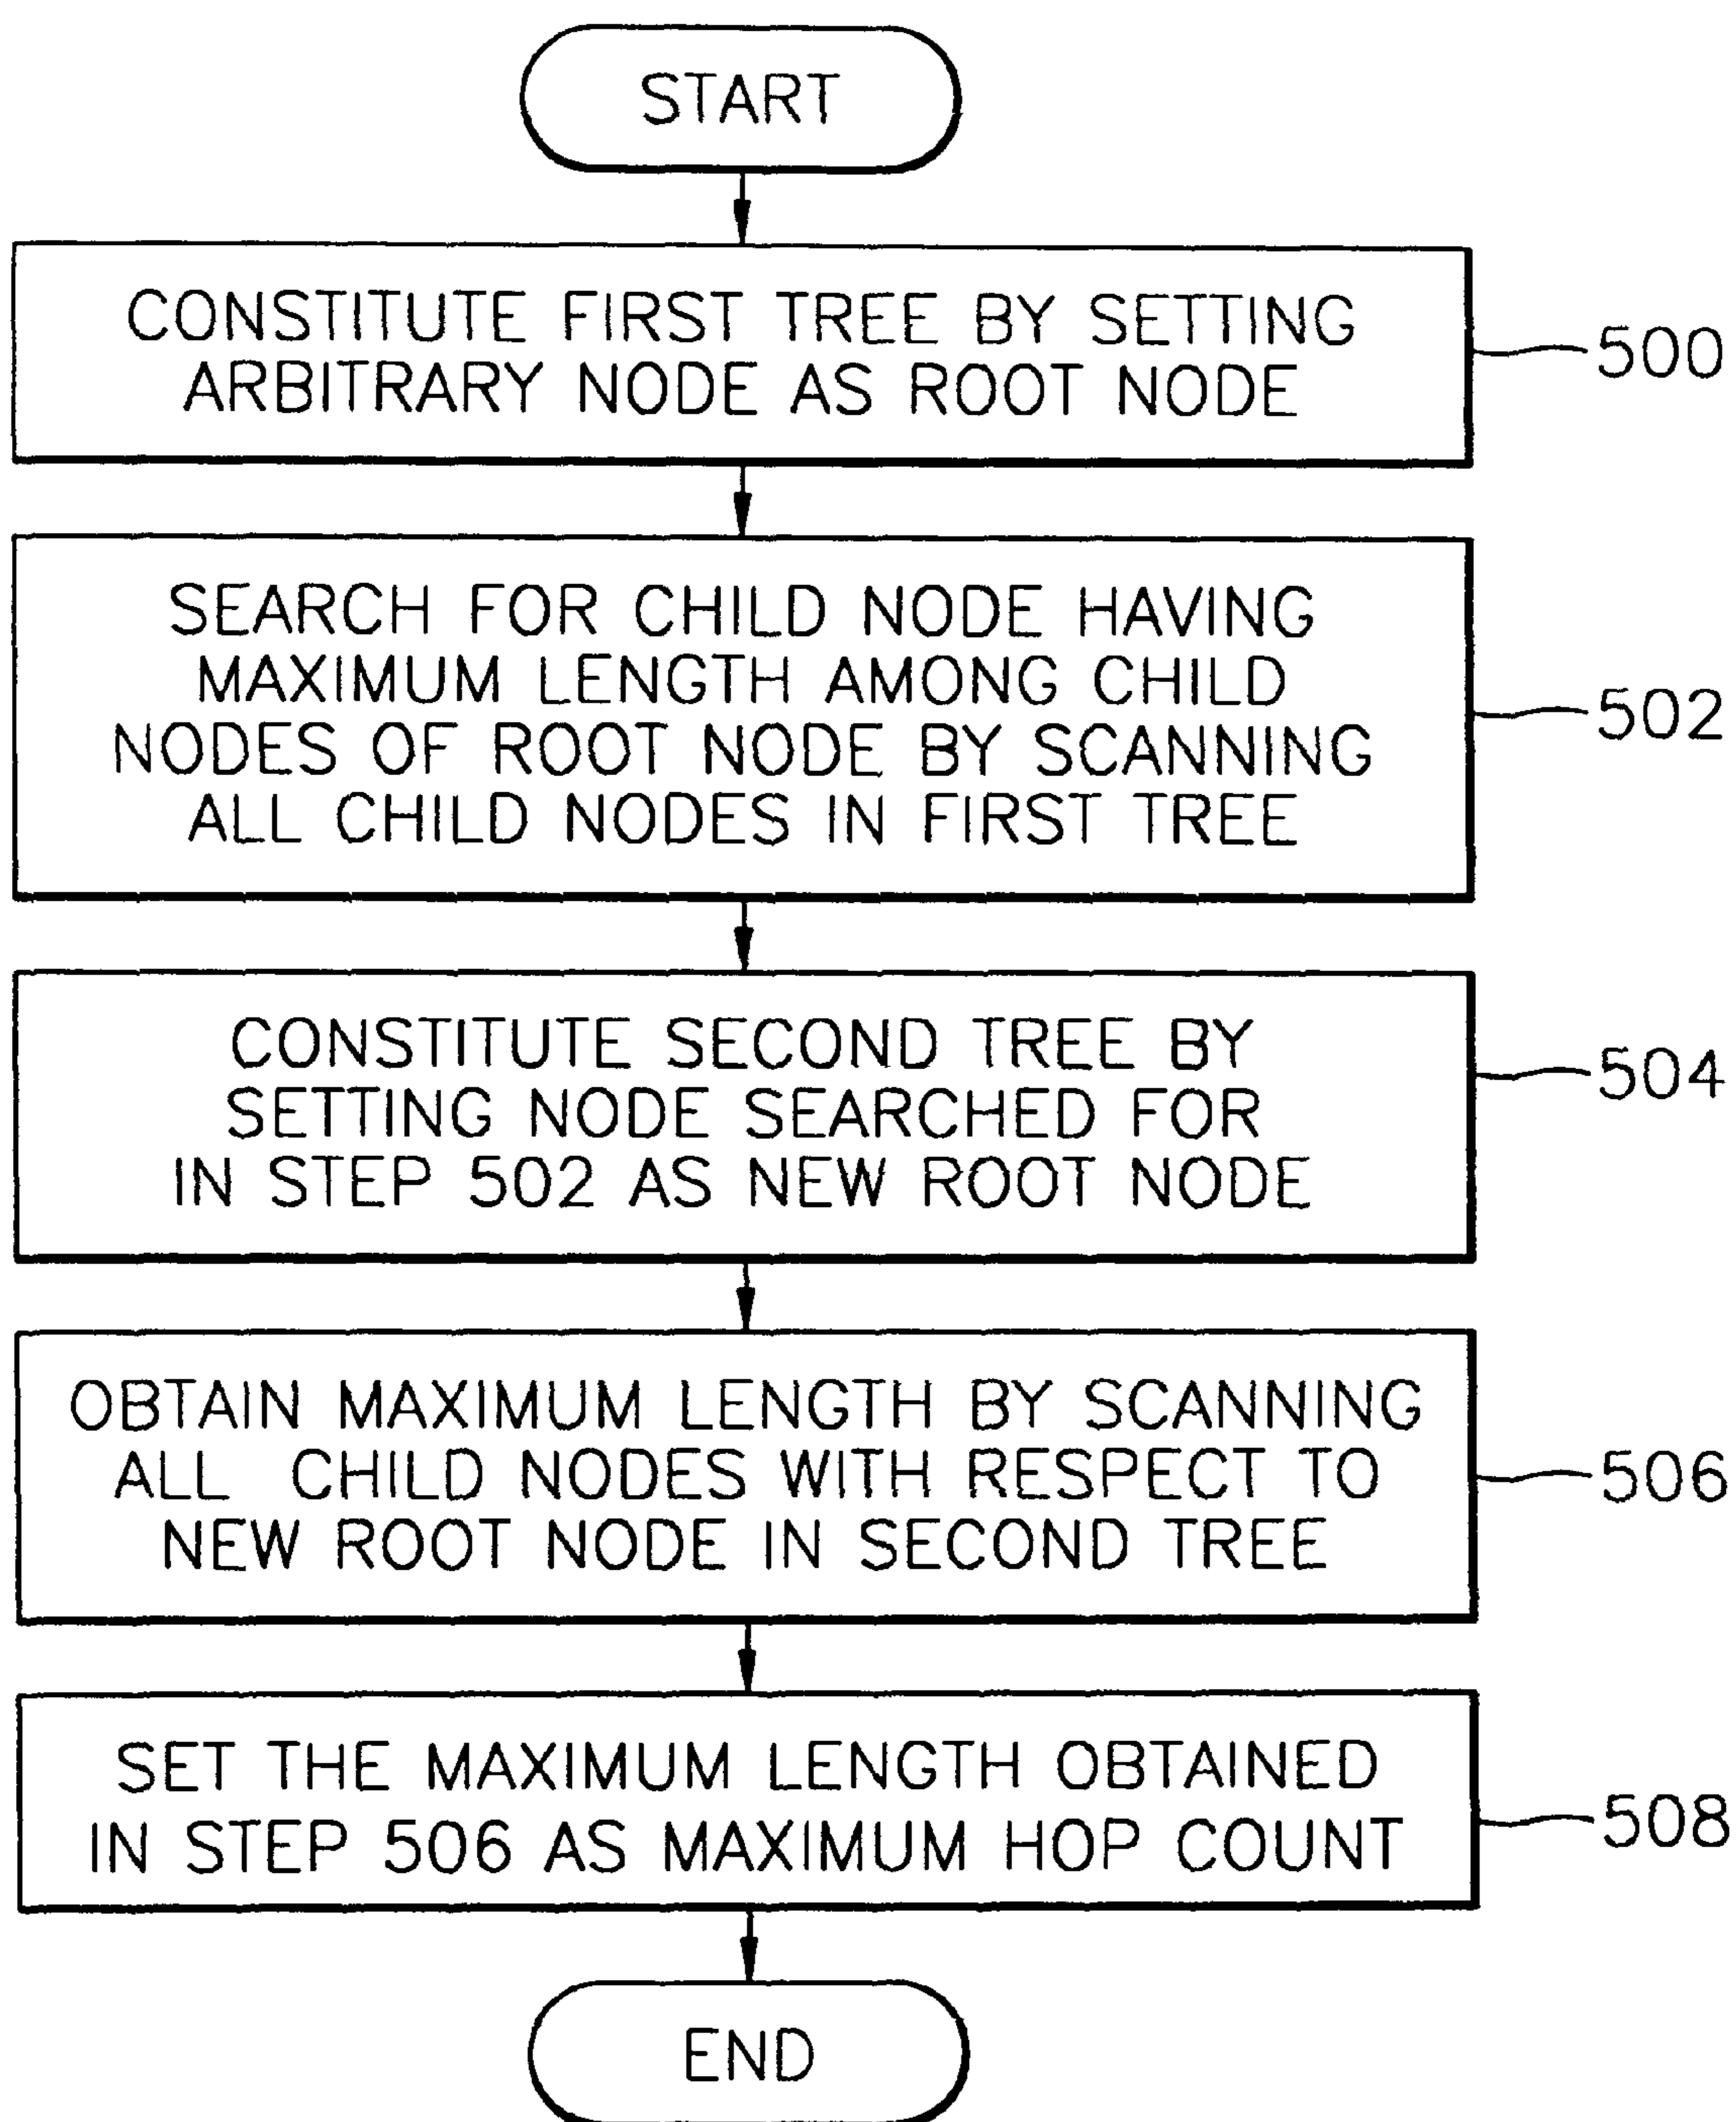 START
CONSTITUTE FIRST TREE BY SETTING
ARBITRARY NODE AS ROOT NODE
500
SEARCH FOR CHILD NODE HAVING
MAXIMUM LENGTH AMONG CHILD
NODES OF ROOT NODE BY SCANNING
ALL CHILD NODES IN FIRST TREE
502
CONSTITUTE SECOND TREE BY
SETTING NODE SEARCHED FOR
IN STEP 502 AS NEW ROOT NODE
504
OBTAIN MAXIMUM LENGTH BY SCANNING
ALL CHILD NODES WITH RESPECT TO
NEW ROOT NODE IN SECOND TREE
506
SET THE MAXIMUM LENGTH OBTAINED
IN STEP 506 AS MAXIMUM HOP COUNT
508
END